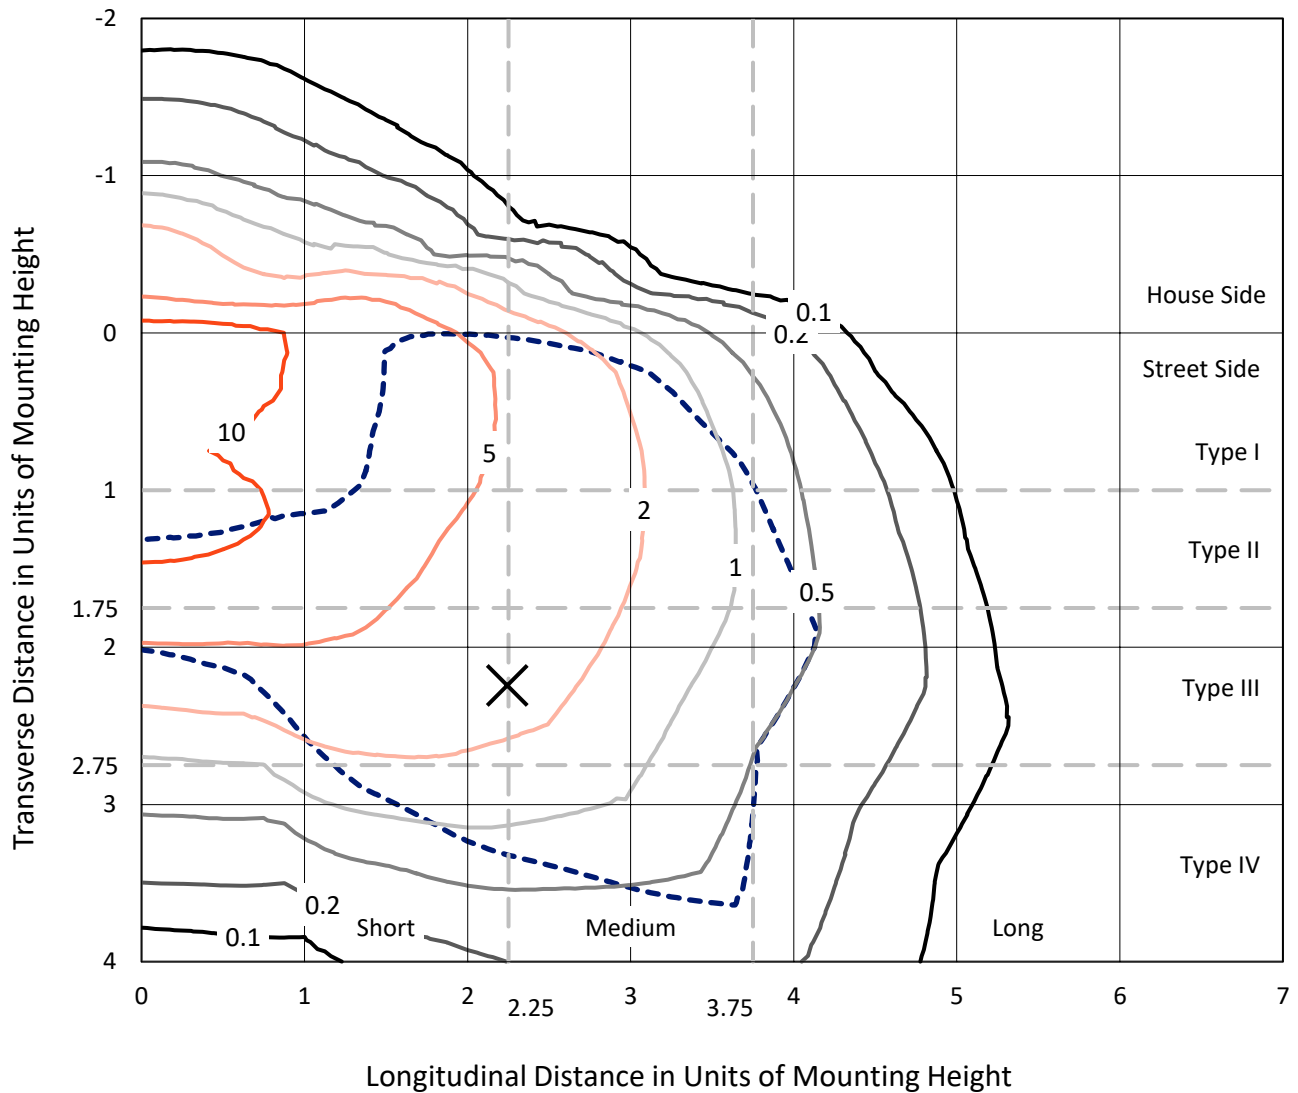 -2
-1
0
1
1.75
2
2.75
3
4
Transverse Distance in Units of Mounting Height
House Side
Street Side
Type I
Type II
Type III
Type IV
0.1
0.2
10
5
2
1
0.5
0.2
0.1
Short
Medium
Long
0
1
2
2.25
3
3.75
4
5
6
7
Longitudinal Distance in Units of Mounting Height